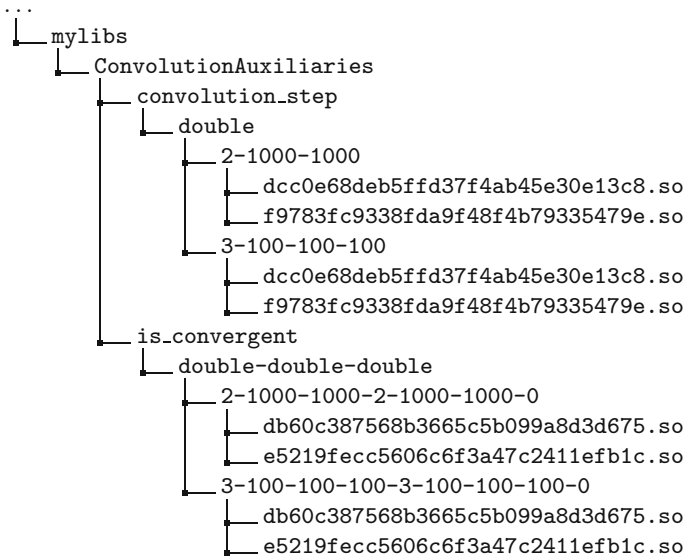 ...
mylibs
ConvolutionAuxiliaries
convolution_step
double
2-1000-1000
dcc0e68deb5ffd37f4ab45e30e13c8.so
f9783fc9338fda9f48f4b79335479e.so
3-100-100-100
dcc0e68deb5ffd37f4ab45e30e13c8.so
f9783fc9338fda9f48f4b79335479e.so
is_convergent
double-double-double
2-1000-1000-2-1000-1000-0
db60c387568b3665c5b099a8d3d675.so
e5219fecc5606c6f3a47c2411efb1c.so
3-100-100-100-3-100-100-100-0
db60c387568b3665c5b099a8d3d675.so
e5219fecc5606c6f3a47c2411efb1c.so